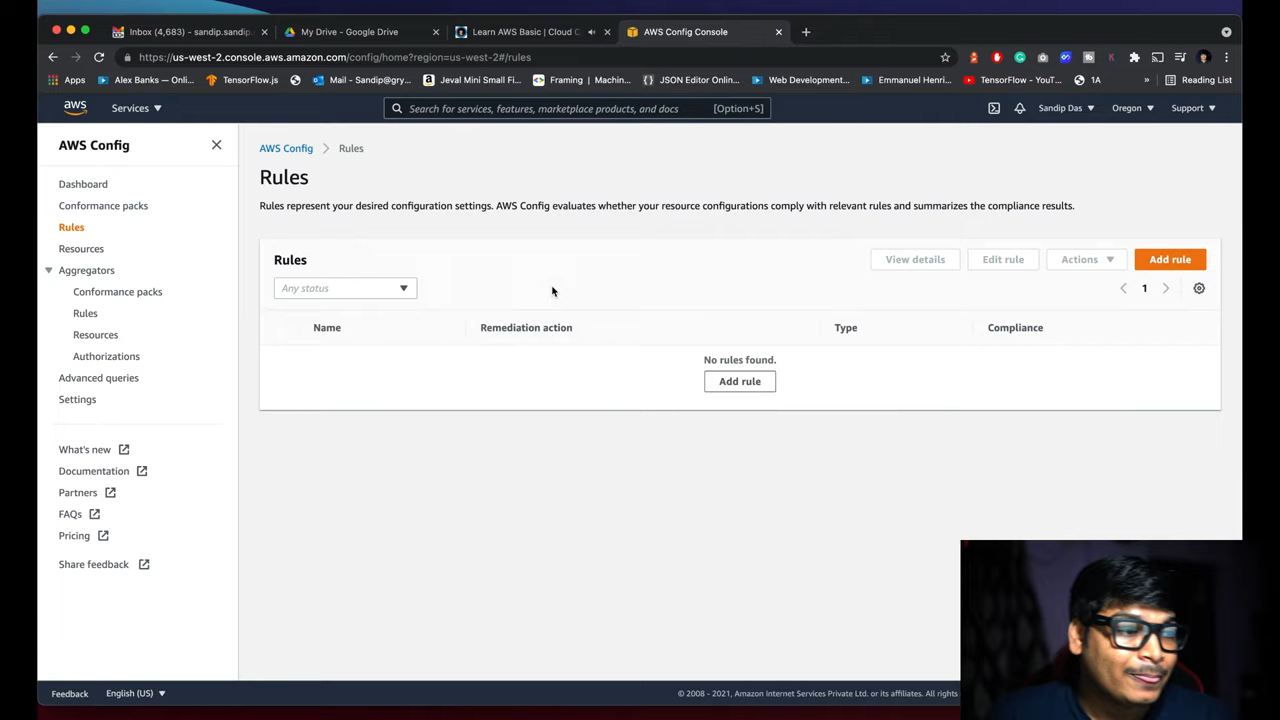 Inbox (4,683) - sandip.sandip.
My Drive - Google Drive
Learn AWS Basic | Cloud C
AWS Config Console
https://us-west-2.console.aws.amazon.com/config/home?region=us-west-2#/rules
Apps
Alex Banks — Onli...
TensorFlow.js
Mail - Sandip@gry...
Jeval Mini Small Fi...
Framing | Machin...
JSON Editor Online...
Web Development...
Emmanuel Henri...
TensorFlow - YouT...
1A
»
Reading List
aws
Services
Search for services, features, marketplace products, and docs
[Option+S]
Sandip Das
Oregon
Support
AWS Config
Dashboard
Conformance packs
Rules
Resources
Aggregators
Conformance packs
Rules
Resources
Authorizations
Advanced queries
Settings
What's new
Documentation
Partners
FAQs
Pricing
Share feedback
AWS Config
Rules
Rules
Rules represent your desired configuration settings. AWS Config evaluates whether your resource configurations comply with relevant rules and summarizes the compliance results.
Rules
View details
Edit rule
Actions
Add rule
Any status
1
Name
Remediation action
Type
Compliance
No rules found.
Add rule
Feedback
English (US)
© 2008 - 2021, Amazon Internet Services Private Ltd. or its affiliates. All rights